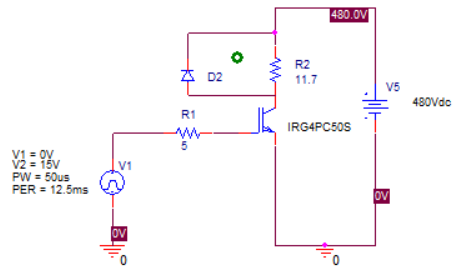 480.0V
R2
11.7
D2
V5
480Vdc
R1
5
IRG4PC50S
V1 = 0V
V2 = 15V
PW = 50us
PER = 12.5ms
V1
0V
0V
0
0